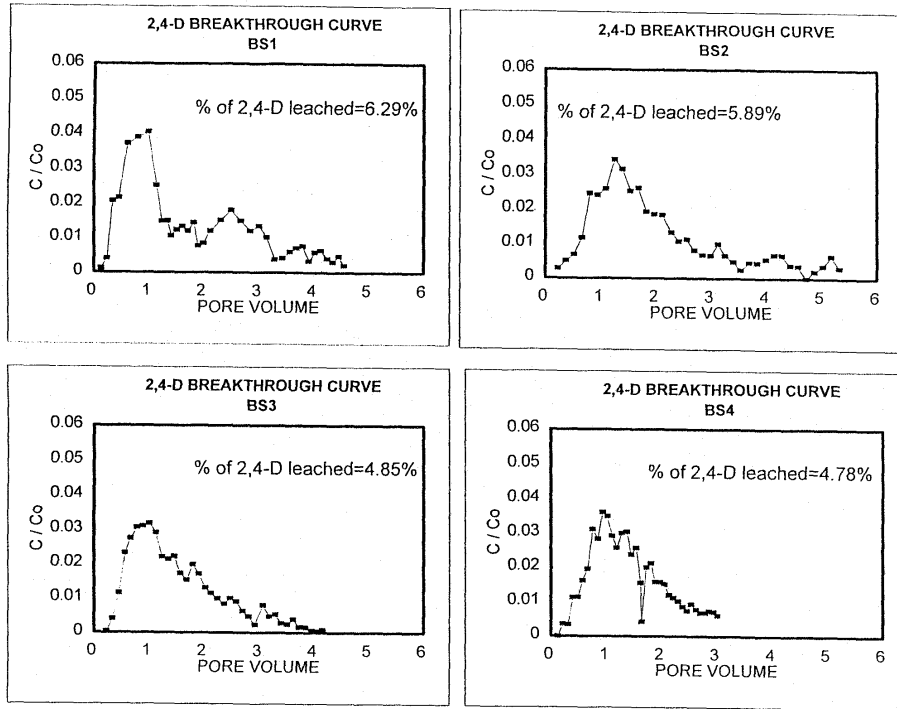 2,4-D BREAKTHROUGH CURVE
BS1
0.06
0.05
0.04
0.03
0.02
0.01
0
C / Co
% of 2,4-D leached=6.29%
0 1 2 3 4 5 6
PORE VOLUME
2,4-D BREAKTHROUGH CURVE
BS2
0.06
0.05
0.04
0.03
0.02
0.01
0
C / Co
% of 2,4-D leached=5.89%
0 1 2 3 4 5 6
PORE VOLUME
2,4-D BREAKTHROUGH CURVE
BS3
0.06
0.05
0.04
0.03
0.02
0.01
0
C / Co
% of 2,4-D leached=4.85%
0 1 2 3 4 5 6
PORE VOLUME
2,4-D BREAKTHROUGH CURVE
BS4
0.06
0.05
0.04
0.03
0.02
0.01
0
C / Co
% of 2,4-D leached=4.78%
0 1 2 3 4 5 6
PORE VOLUME